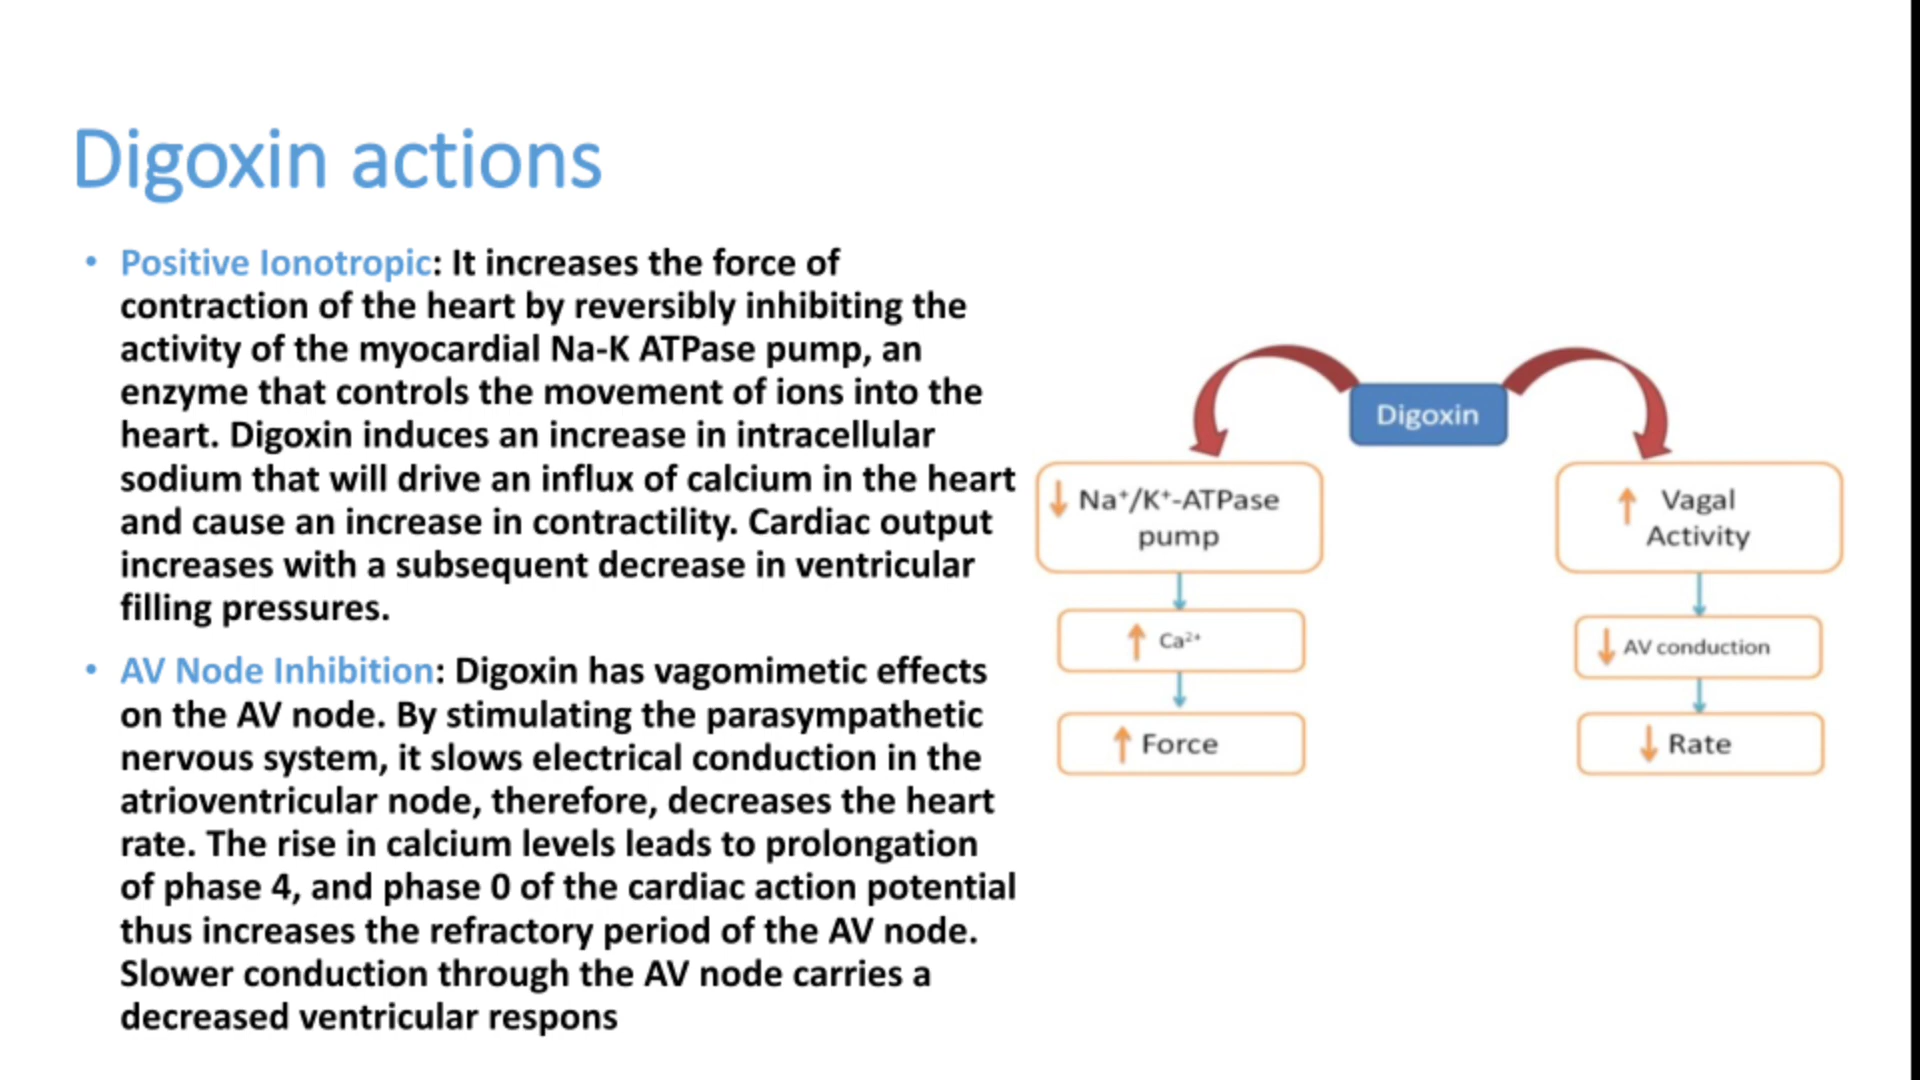 Digoxin actions
• Positive Ionotropic: It increases the force of
contraction of the heart by reversibly inhibiting the
activity of the myocardial Na-K ATPase pump, an
enzyme that controls the movement of ions into the
heart. Digoxin induces an increase in intracellular
sodium that will drive an influx of calcium in the heart
and cause an increase in contractility. Cardiac output
increases with a subsequent decrease in ventricular
filling pressures.
• AV Node Inhibition: Digoxin has vagomimetic effects
on the AV node. By stimulating the parasympathetic
nervous system, it slows electrical conduction in the
atrioventricular node, therefore, decreases the heart
rate. The rise in calcium levels leads to prolongation
of phase 4, and phase 0 of the cardiac action potential
thus increases the refractory period of the AV node.
Slower conduction through the AV node carries a
decreased ventricular respons
Digoxin
↓ Na⁺/K⁺-ATPase
pump
↑ Ca²⁺
↑ Force
↑ Vagal
Activity
↓ AV conduction
↓ Rate